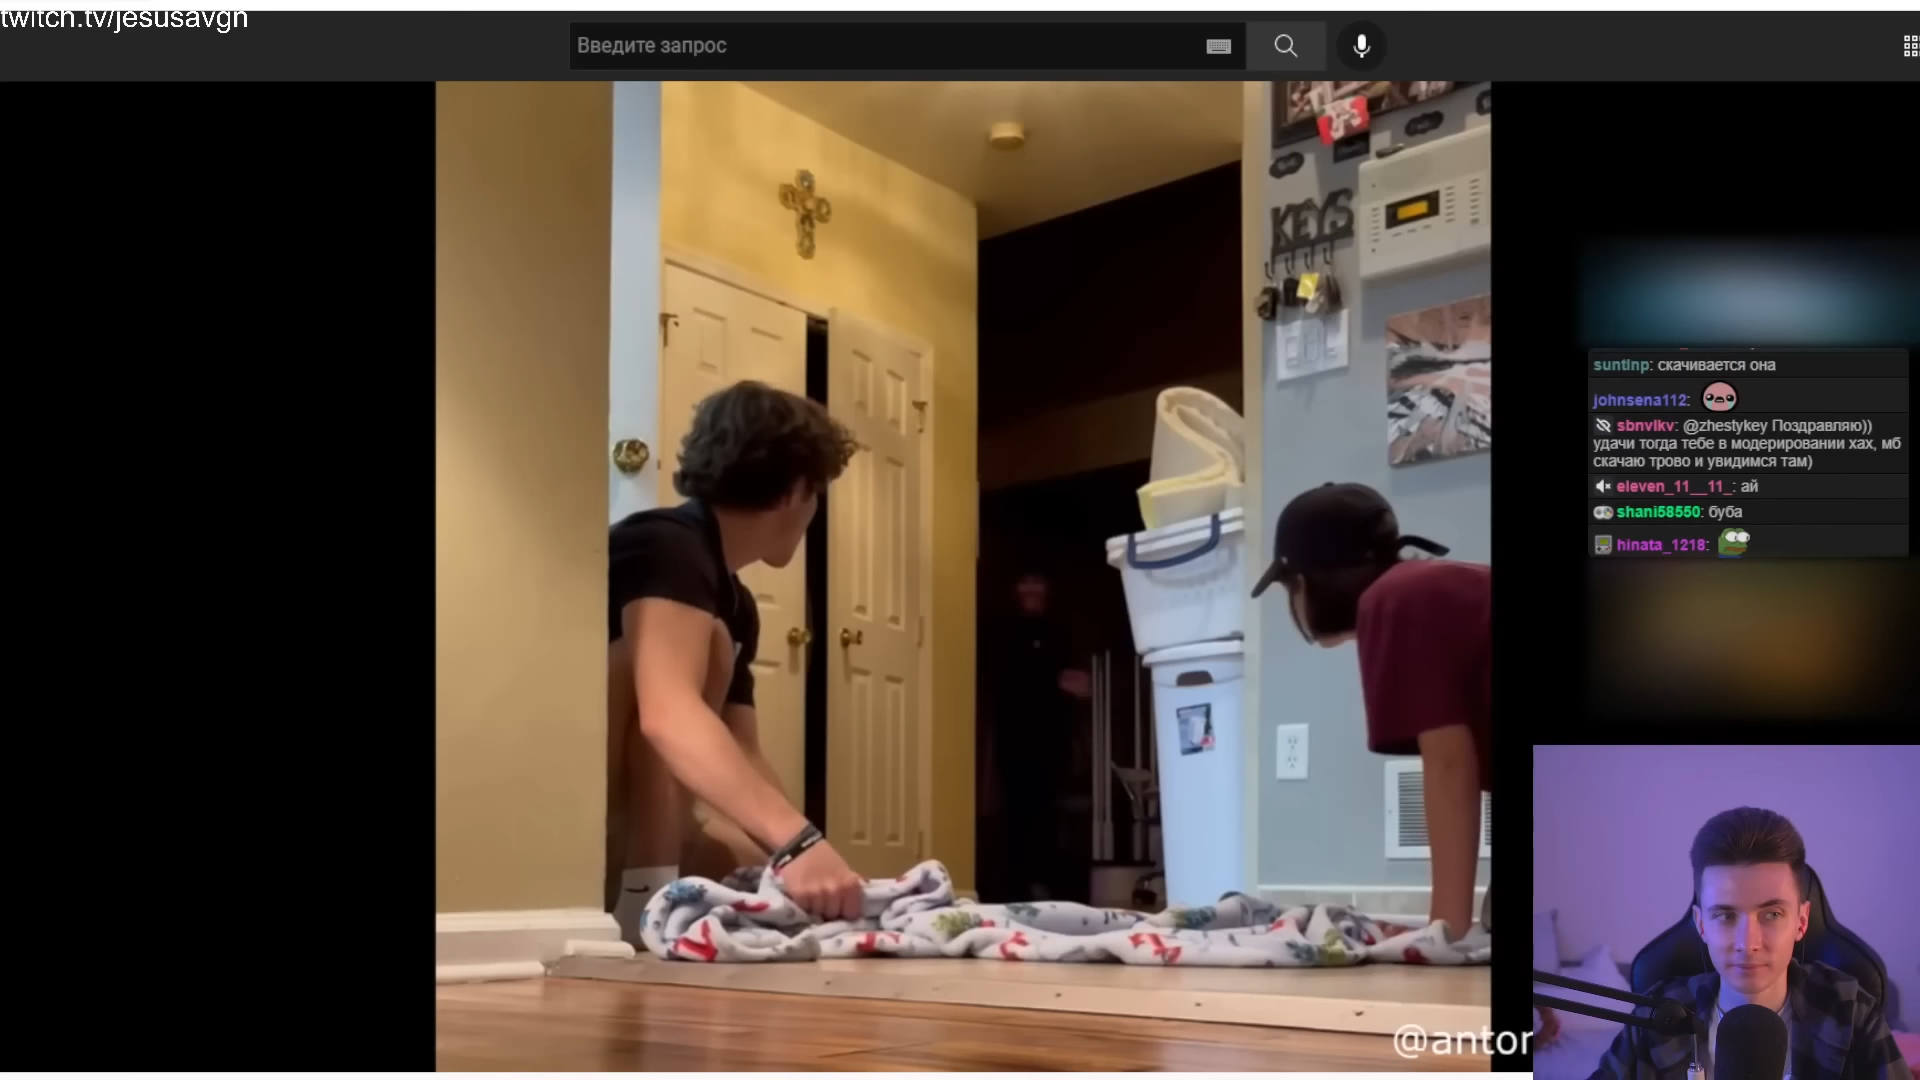 twitch.tv/jesusavgn
Введите запрос
KEYS
suntinp: скачивается она
johnsena112:
sbnvlkv: @zhestykey Поздравляю))
удачи тогда тебе в модерировании хах, мб
скачаю трово и увидимся там)
eleven_11__11_: ай
shani58550: буба
hinata_1218:
@anton